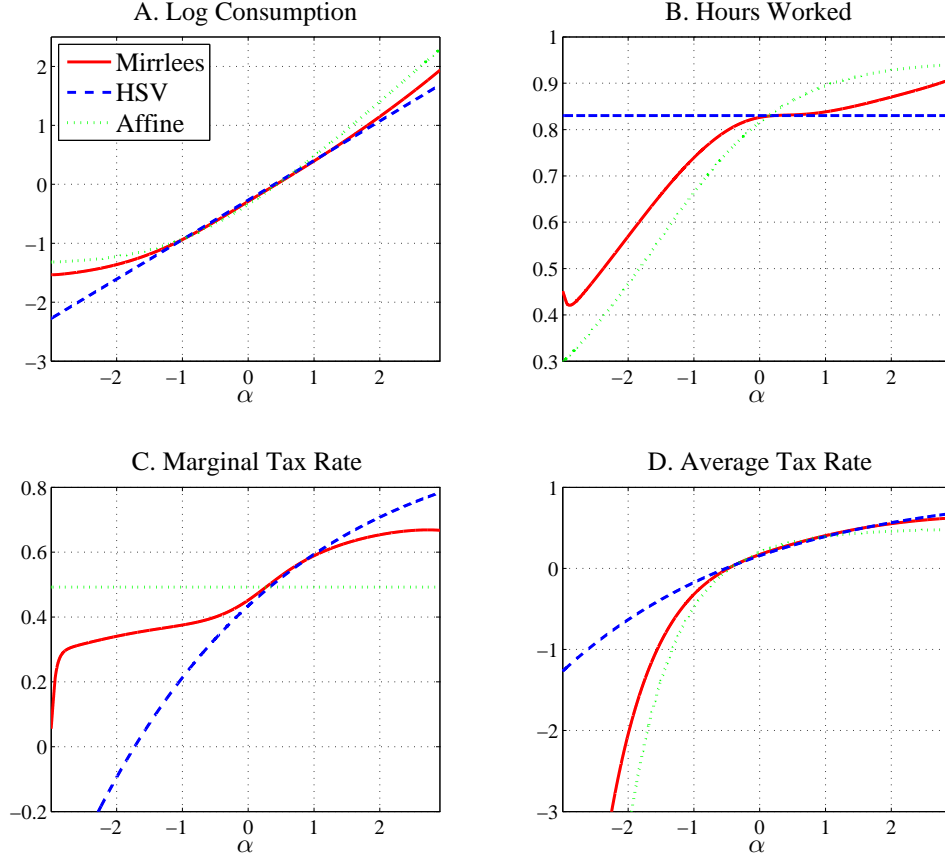 A. Log Consumption
2
1
0
−1
−2
−3
−2 −1 0 1 2
α
Mirrlees
HSV
Affine
B. Hours Worked
1
0.9
0.8
0.7
0.6
0.5
0.4
0.3
−2 −1 0 1 2
α
C. Marginal Tax Rate
0.8
0.6
0.4
0.2
0
−0.2
−2 −1 0 1 2
α
D. Average Tax Rate
1
0
−1
−2
−3
−2 −1 0 1 2
α